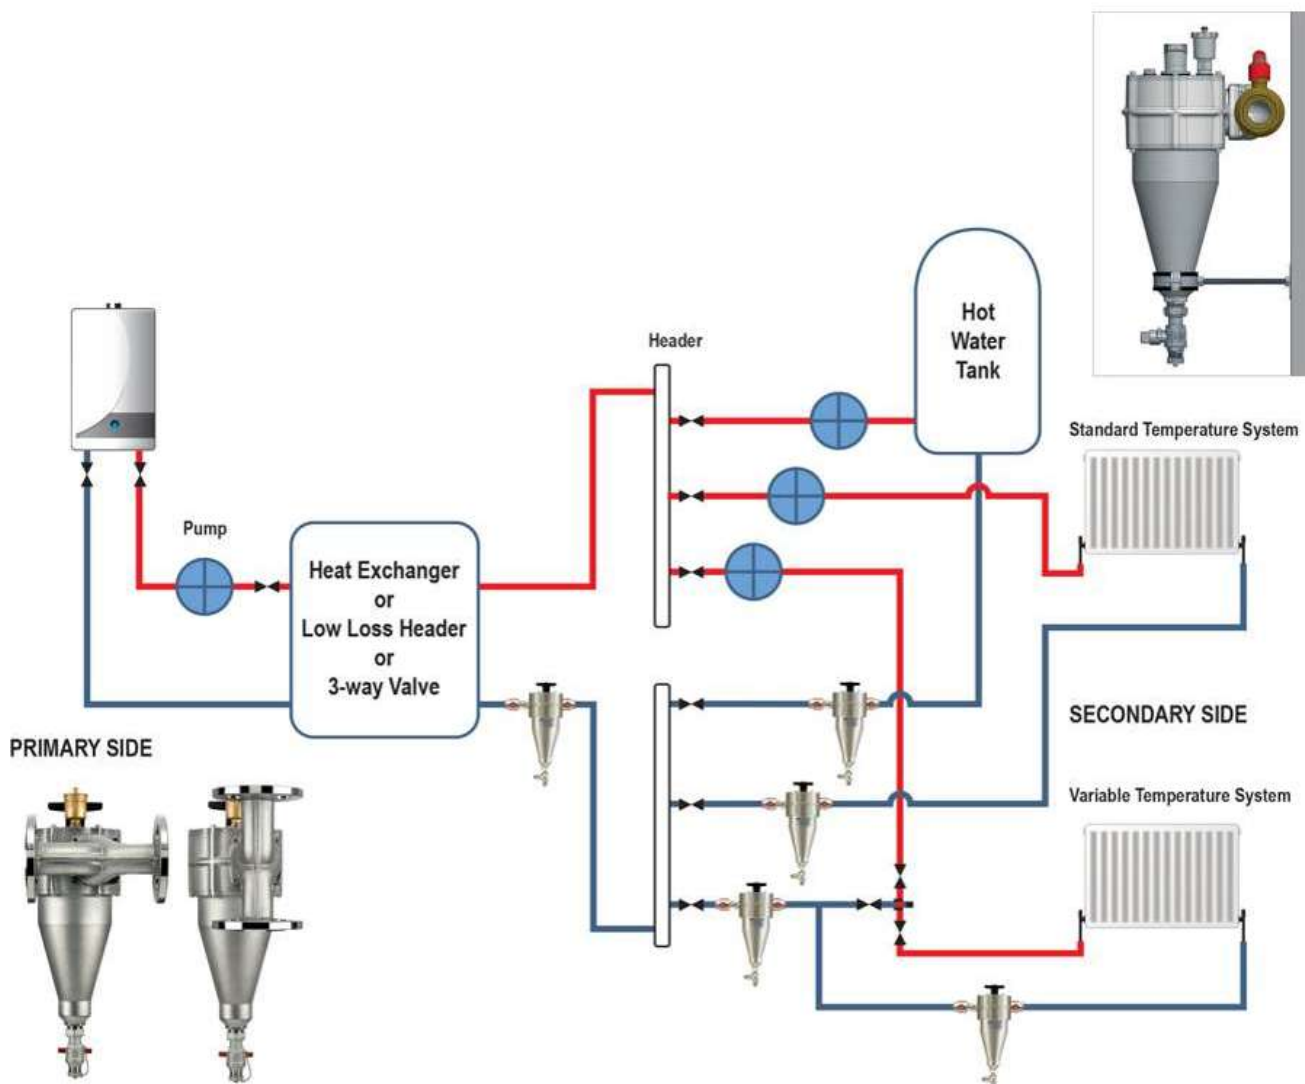 Header
Hot
Water
Tank
Standard Temperature System
Pump
Heat Exchanger
or
Low Loss Header
or
3-way Valve
PRIMARY SIDE
SECONDARY SIDE
Variable Temperature System